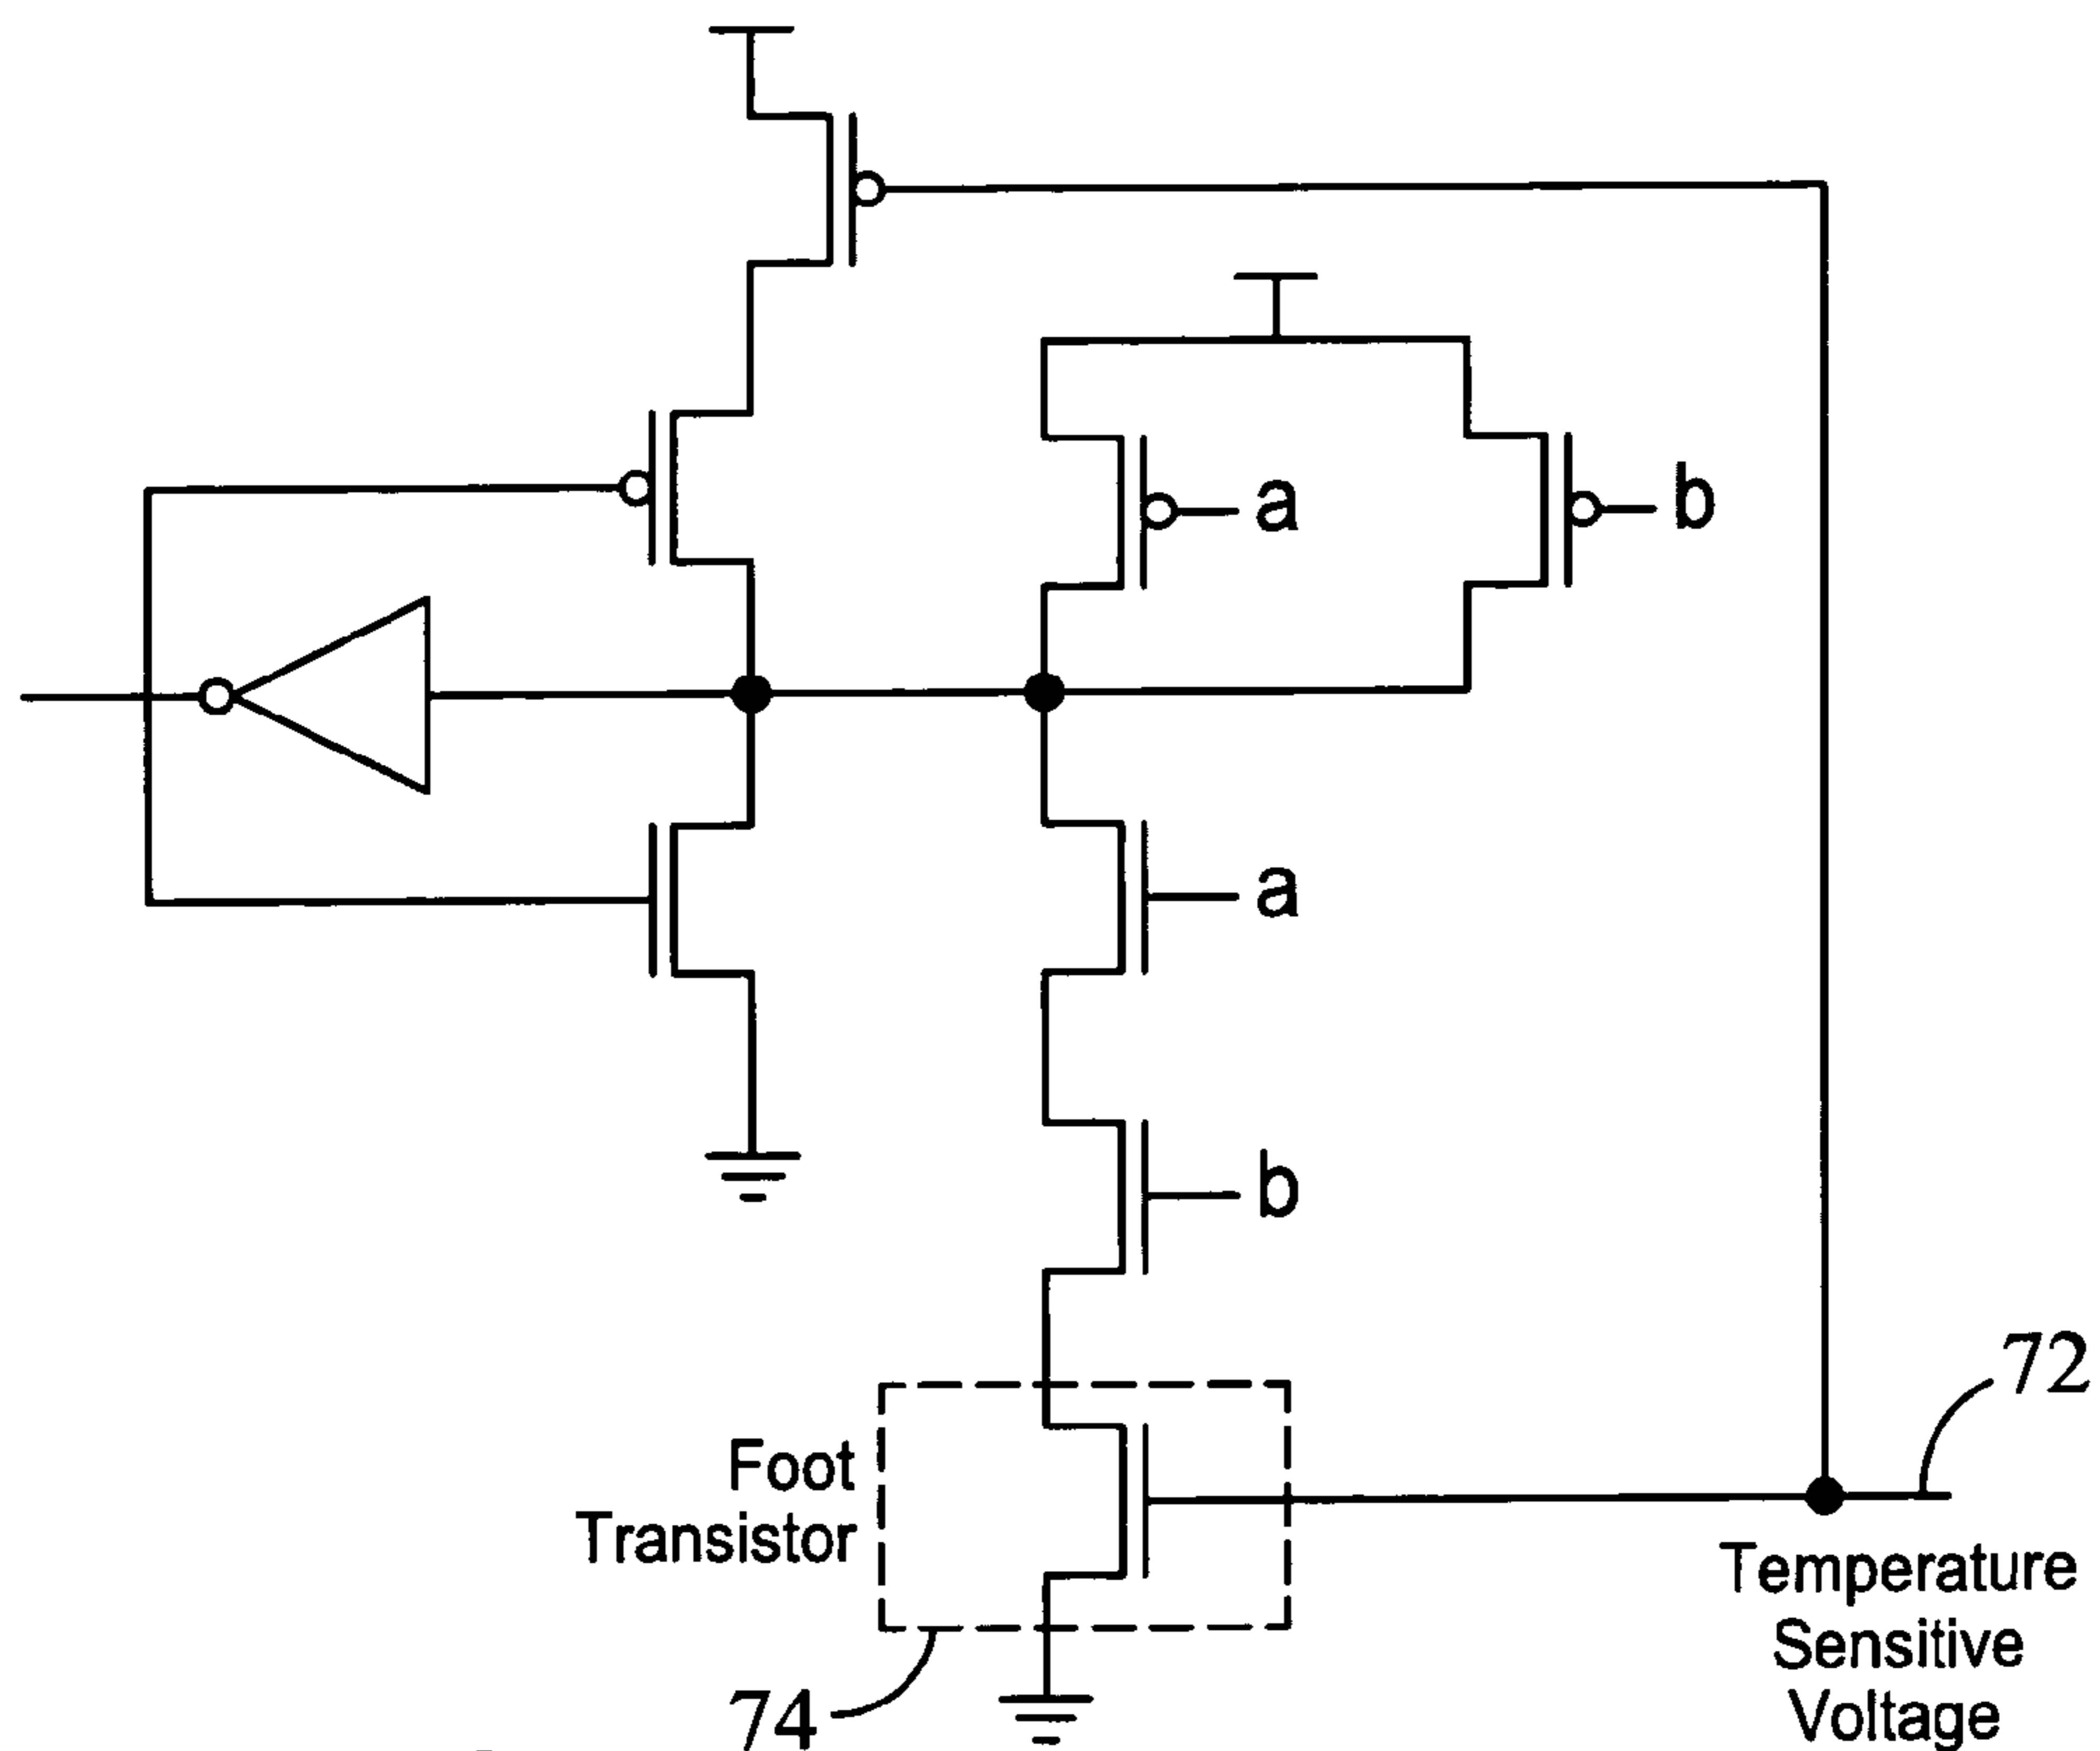 a
b
a
b
72
Foot
Transistor
Temperature
Sensitive
Voltage
74